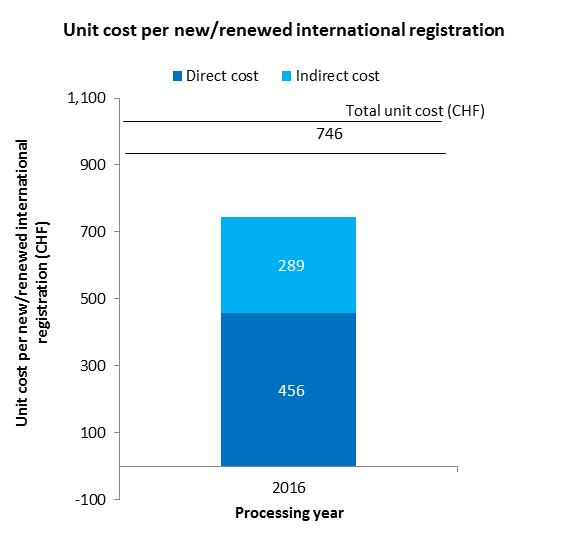 Unit cost per new/renewed international registration
Direct cost
Indirect cost
1,100
Total unit cost (CHF)
746
900
700
500
300
100
-100
Unit cost per new/renewed international
registration (CHF)
289
456
2016
Processing year